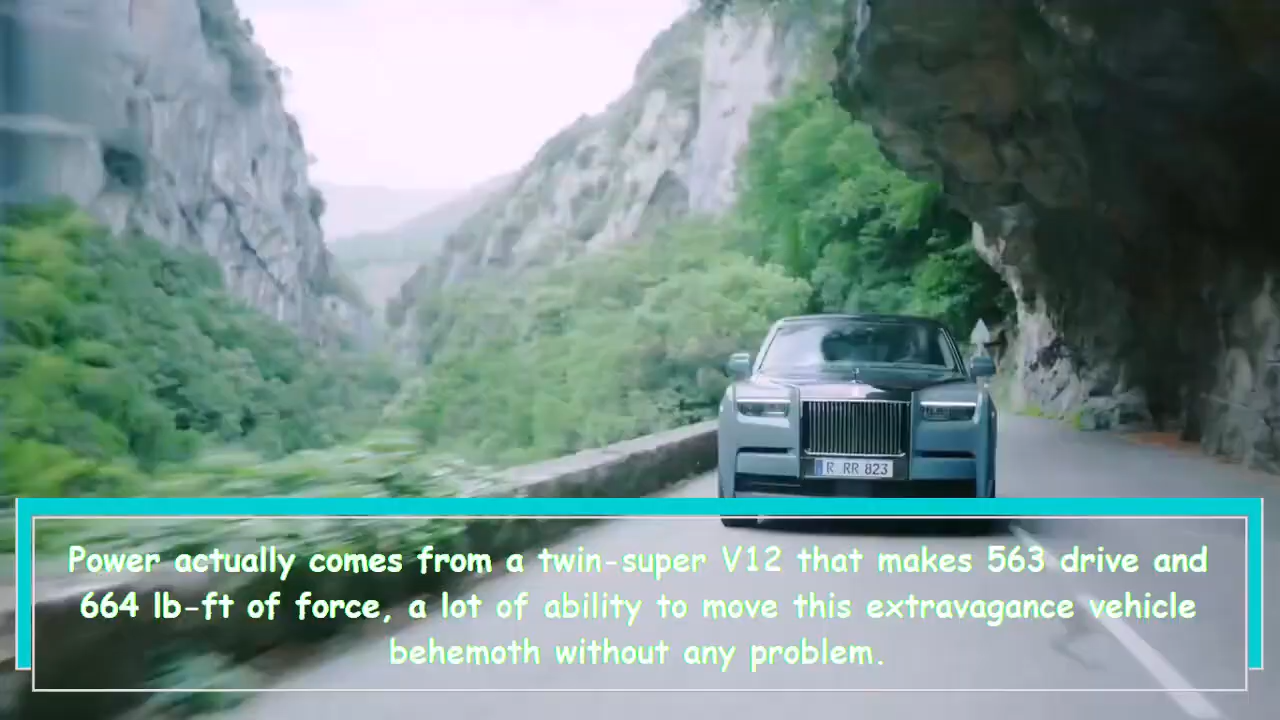 R RR 823
Power actually comes from a twin-super V12 that makes 563 drive and
664 lb-ft of force, a lot of ability to move this extravagance vehicle
behemoth without any problem.